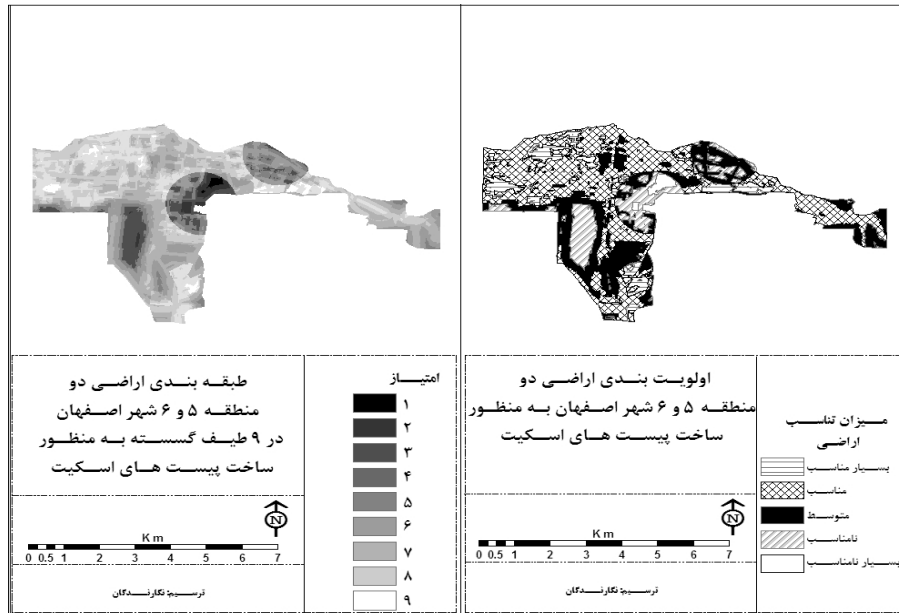 طبقه بندی اراضی دو
منطقه ۵ و ۶ شهر اصفهان
در ۹ طیف گسسته به منظور
ساخت پیست های اسکیت
امتیاز
۱
۲
۳
۴
۵
۶
۷
۸
۹
N
Km
0 0.5 1 2 3 4 5 6 7
ترسیم: نگارندگان
اولویت بندی اراضی دو
منطقه ۵ و ۶ شهر اصفهان به منظور
ساخت پیست های اسکیت
میزان تناسب
اراضی
بسیار مناسب
مناسب
متوسط
نامناسب
بسیار نامناسب
N
Km
0 0.5 1 2 3 4 5 6 7
ترسیم: نگارندگان